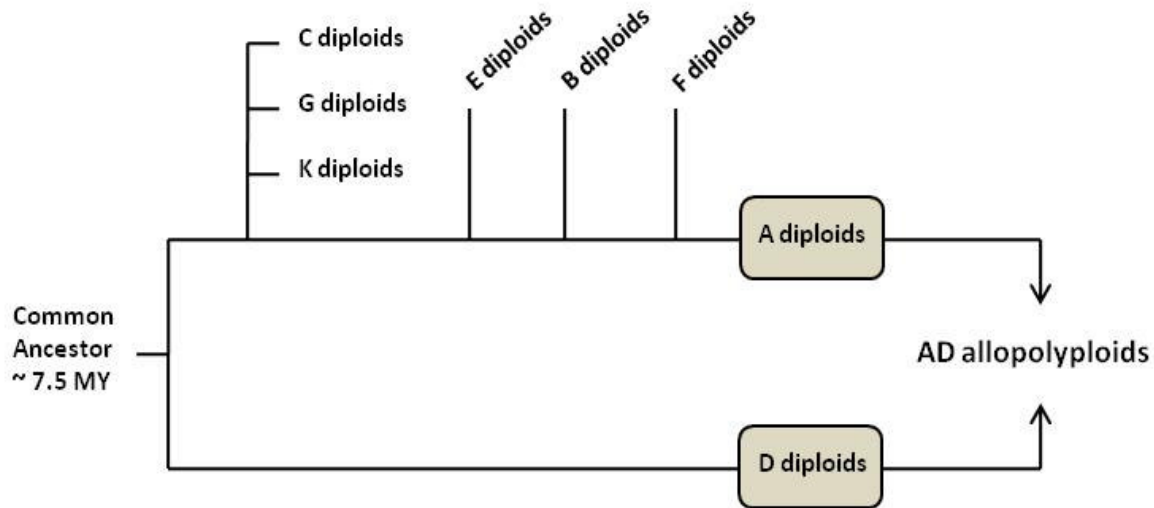 C diploids
G diploids
K diploids
E diploids
B diploids
F diploids
A diploids
Common
Ancestor
~ 7.5 MY
AD allopolyploids
D diploids